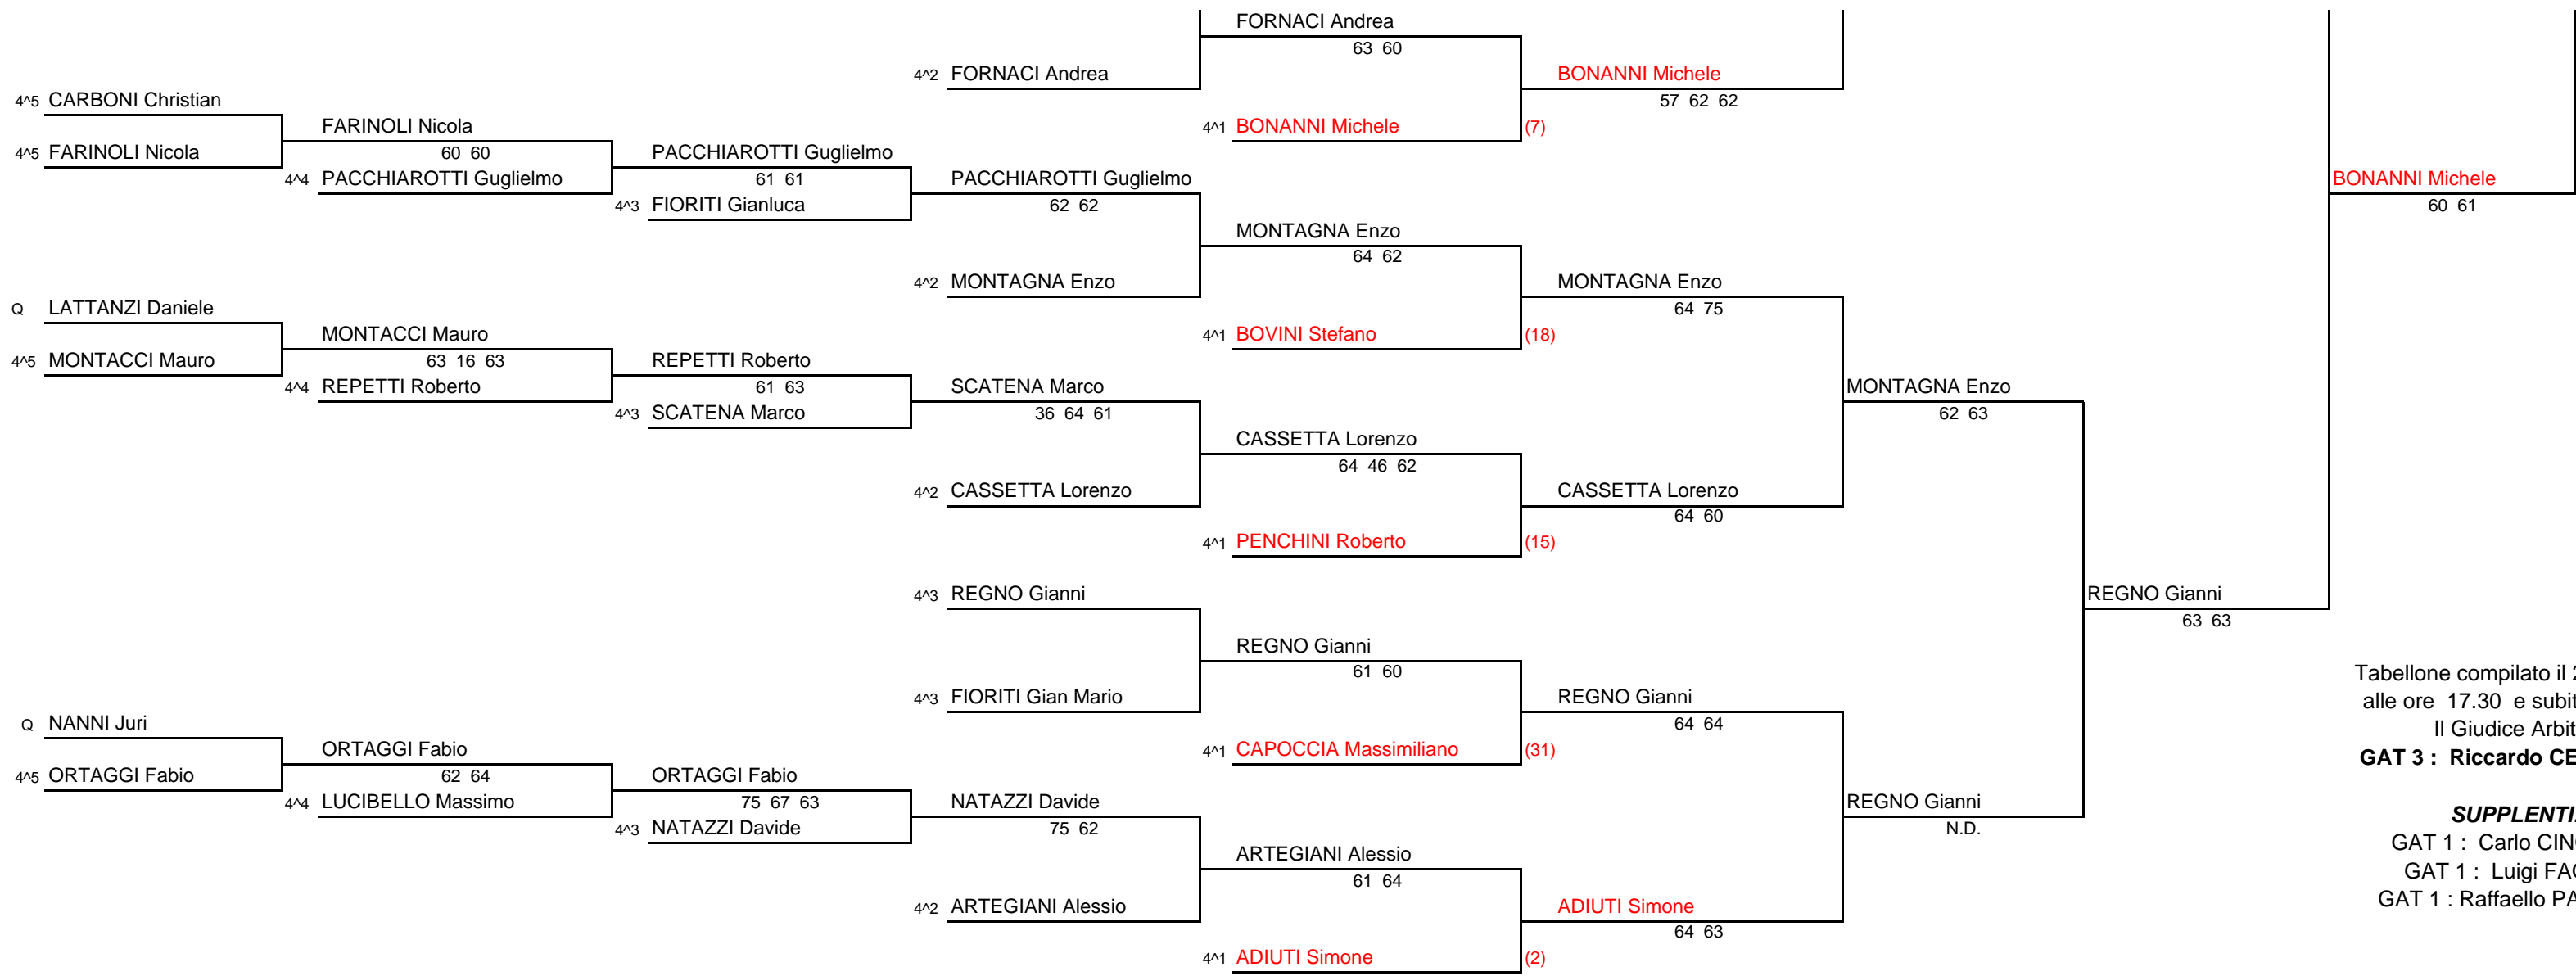 FORNACI Andrea
63 60
4^2 FORNACI Andrea
BONANNI Michele
57 62 62
4^5 CARBONI Christian
FARINOLI Nicola
60 60
4^1 BONANNI Michele (7)
4^5 FARINOLI Nicola
PACCHIAROTTI Guglielmo
61 61
4^4 PACCHIAROTTI Guglielmo
PACCHIAROTTI Guglielmo
62 62
BONANNI Michele
60 61
4^3 FIORITI Gianluca
MONTAGNA Enzo
64 62
4^2 MONTAGNA Enzo
MONTAGNA Enzo
64 75
Q LATTANZI Daniele
MONTACCI Mauro
63 16 63
4^1 BOVINI Stefano (18)
4^5 MONTACCI Mauro
REPETTI Roberto
61 63
4^4 REPETTI Roberto
SCATENA Marco
36 64 61
MONTAGNA Enzo
62 63
4^3 SCATENA Marco
CASSETTA Lorenzo
64 46 62
4^2 CASSETTA Lorenzo
CASSETTA Lorenzo
64 60
4^1 PENCHINI Roberto (15)
4^3 REGNO Gianni
REGNO Gianni
63 63
REGNO Gianni
61 60
4^3 FIORITI Gian Mario
REGNO Gianni
64 64
Q NANNI Juri
ORTAGGI Fabio
62 64
4^1 CAPOCCIA Massimiliano (31)
4^5 ORTAGGI Fabio
ORTAGGI Fabio
75 67 63
4^4 LUCIBELLO Massimo
NATAZZI Davide
75 62
REGNO Gianni
N.D.
4^3 NATAZZI Davide
ARTEGIANI Alessio
61 64
4^2 ARTEGIANI Alessio
ADIUTI Simone
64 63
4^1 ADIUTI Simone (2)
Tabellone compilato il
alle ore 17.30 e
Il Giudice
GAT 3 : Riccardo
GAT 1 : Carlo
GAT 1 : Luigi
GAT 1 : Raffaello